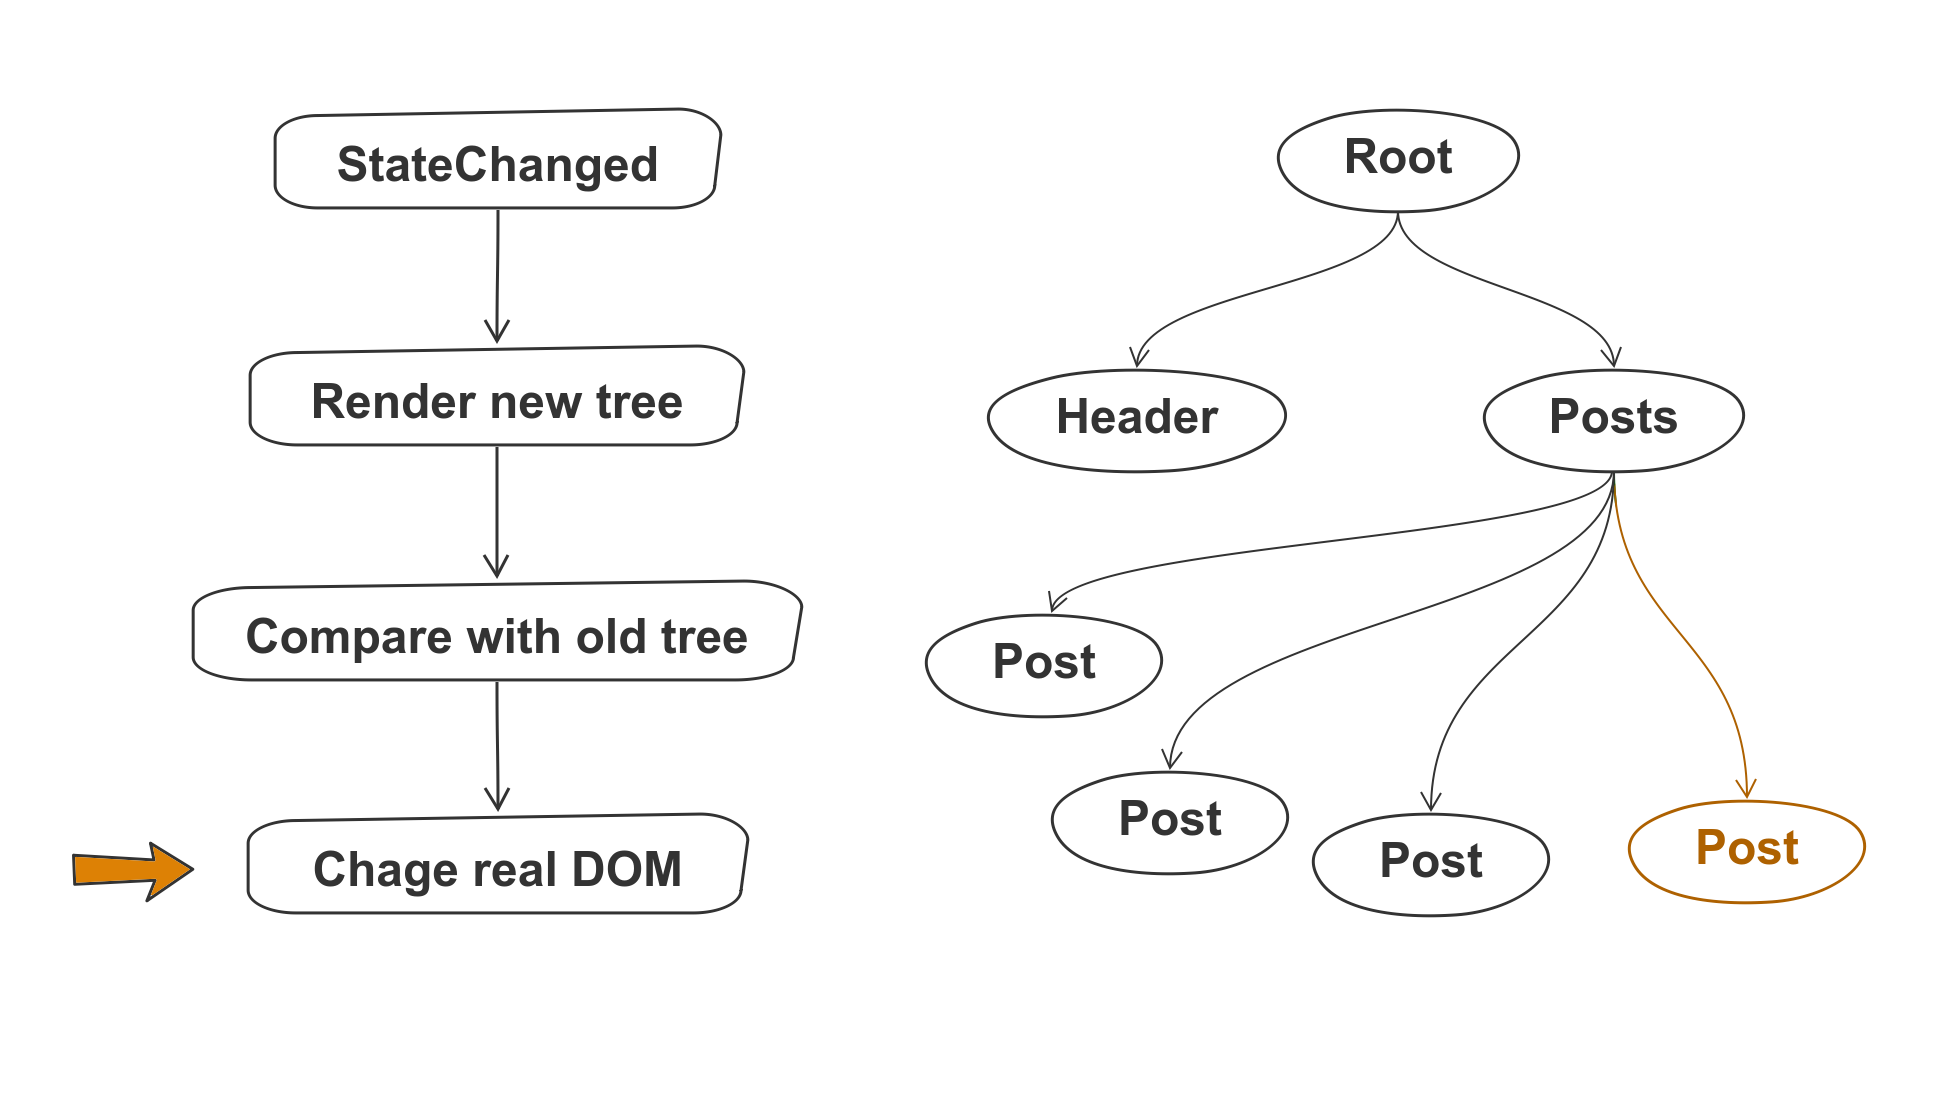 StateChanged
Render new tree
Compare with old tree
Chage real DOM
Root
Header
Posts
Post
Post
Post
Post